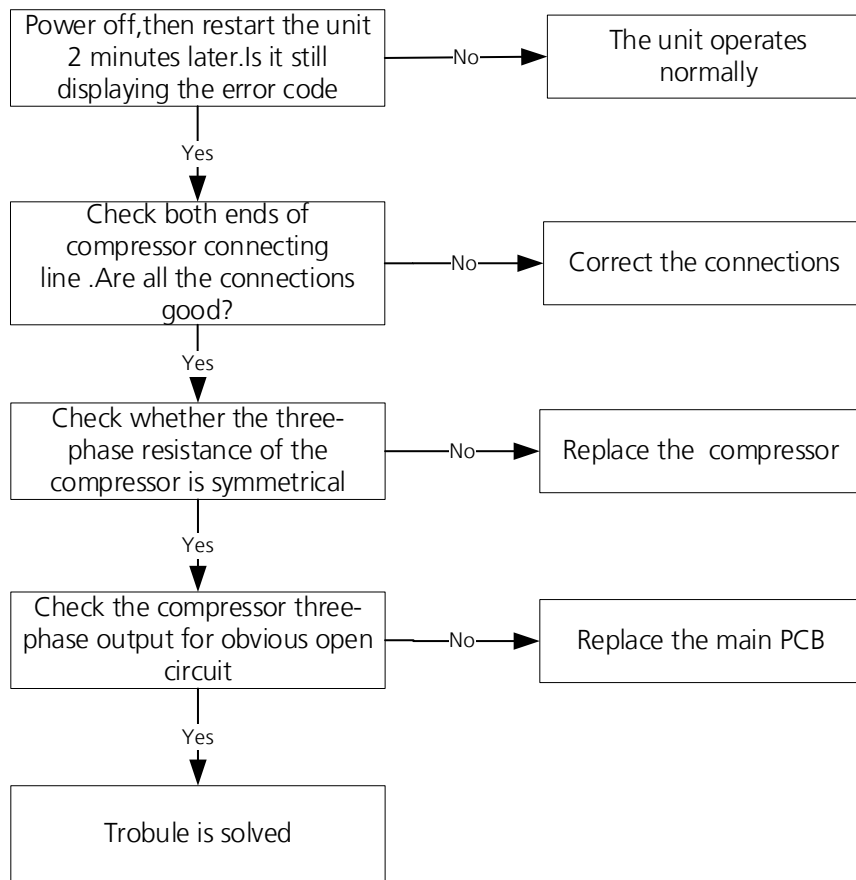 Power off,then restart the unit
2 minutes later.Is it still
displaying the error code
No
The unit operates
normally
Yes
Check both ends of
compressor connecting
line .Are all the connections
good?
No
Correct the connections
Yes
Check whether the three-
phase resistance of the
compressor is symmetrical
No
Replace the  compressor
Yes
Check the compressor three-
phase output for obvious open
circuit
No
Replace the main PCB
Yes
Trobule is solved